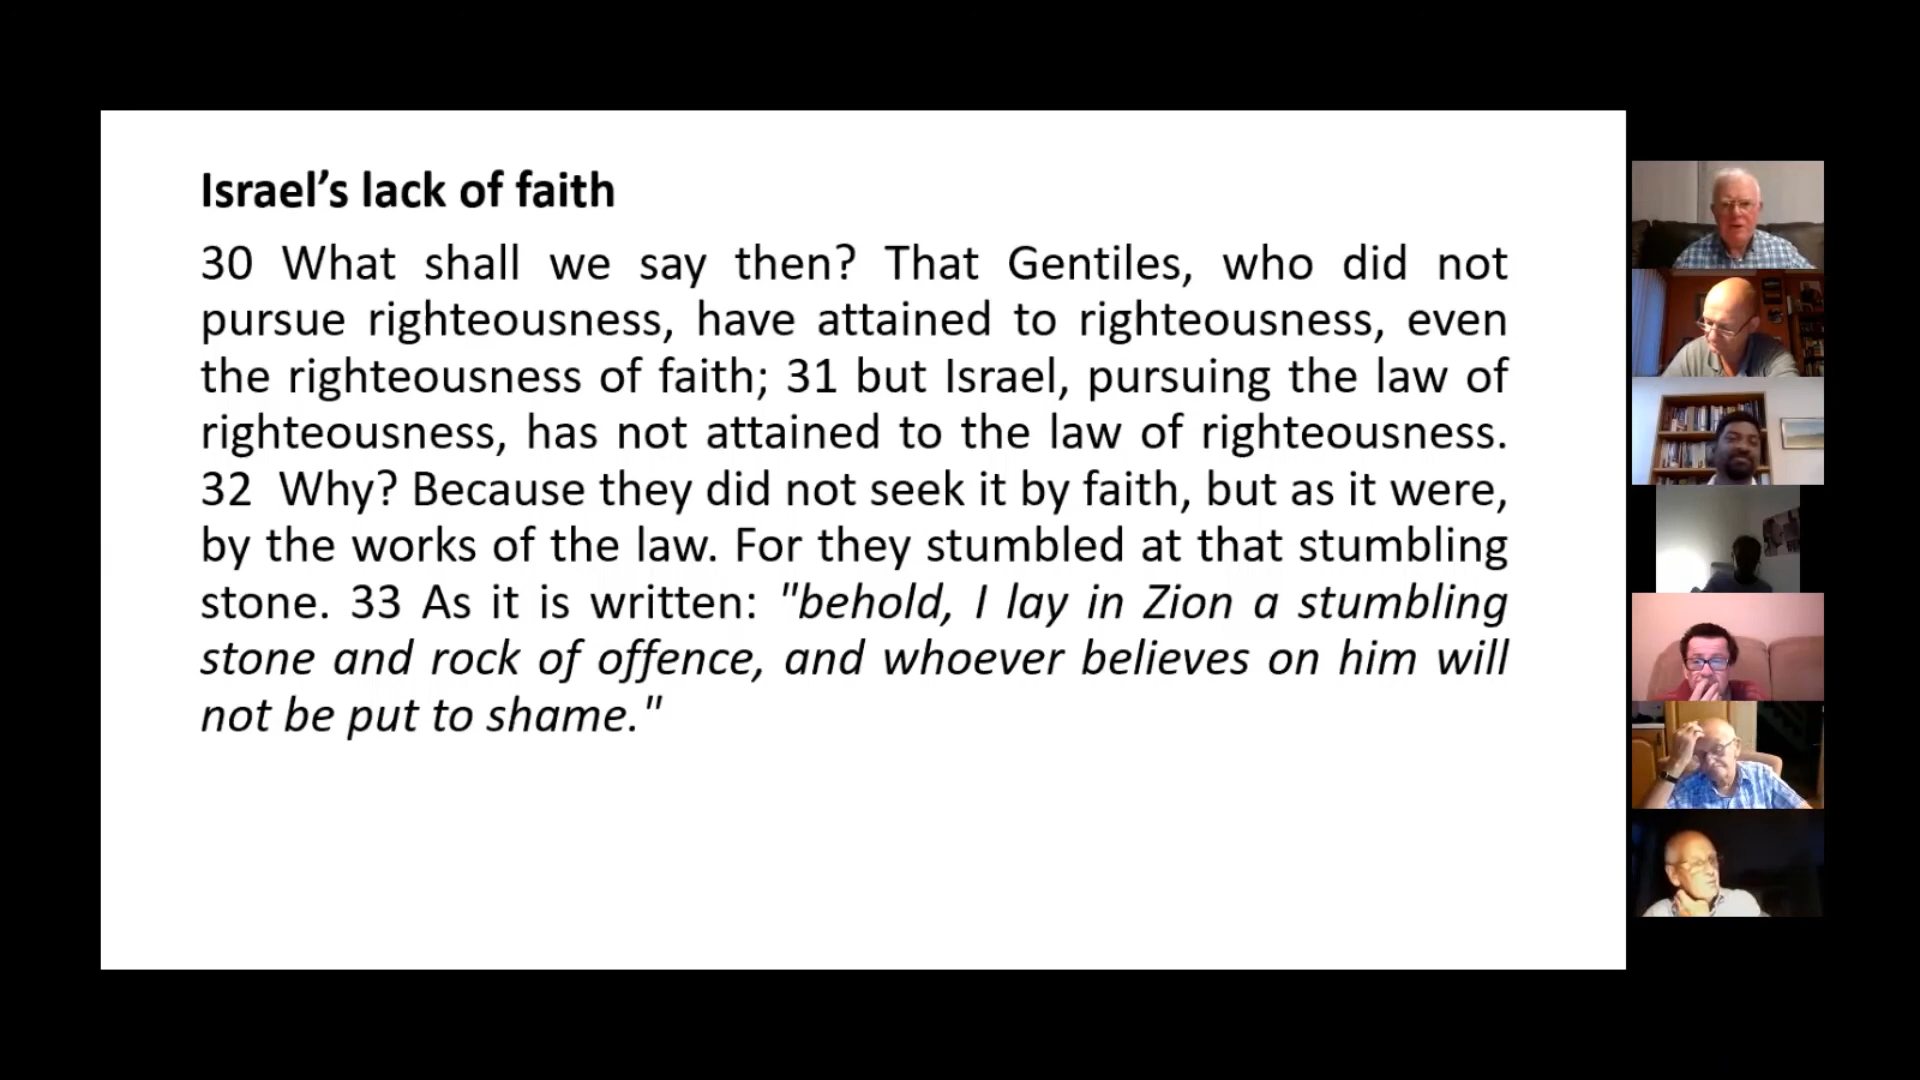 Israel’s lack of faith
30 What shall we say then? That Gentiles, who did not
pursue righteousness, have attained to righteousness, even
the righteousness of faith; 31 but Israel, pursuing the law of
righteousness, has not attained to the law of righteousness.
32 Why? Because they did not seek it by faith, but as it were,
by the works of the law. For they stumbled at that stumbling
stone. 33 As it is written: "behold, I lay in Zion a stumbling
stone and rock of offence, and whoever believes on him will
not be put to shame."